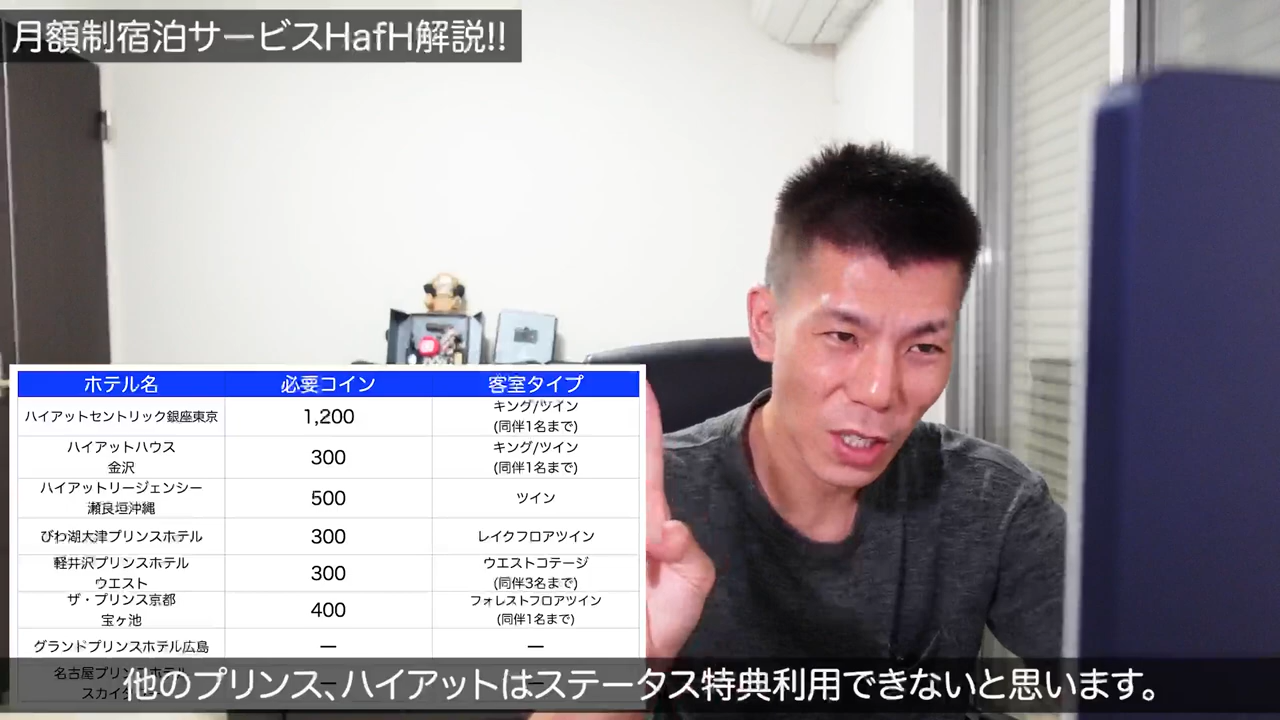 月額制宿泊サービスHafH解説!!
ホテル名 必要コイン 客室タイプ
ハイアットセントリック銀座東京 1,200 キング/ツイン
(同伴1名まで)
ハイアットハウス
金沢 300 キング/ツイン
(同伴1名まで)
ハイアットリージェンシー
瀬良垣沖縄 500 ツイン
びわ湖大津プリンスホテル 300 レイクフロアツイン
軽井沢プリンスホテル
ウエスト 300 ウエストコテージ
(同伴3名まで)
ザ・プリンス京都
宝ヶ池 400 フォレストフロアツイン
(同伴1名まで)
グランドプリンスホテル広島 — —
名古屋プリンスホテル
他のプリンス、ハイアットはステータス特典利用できないと思います。